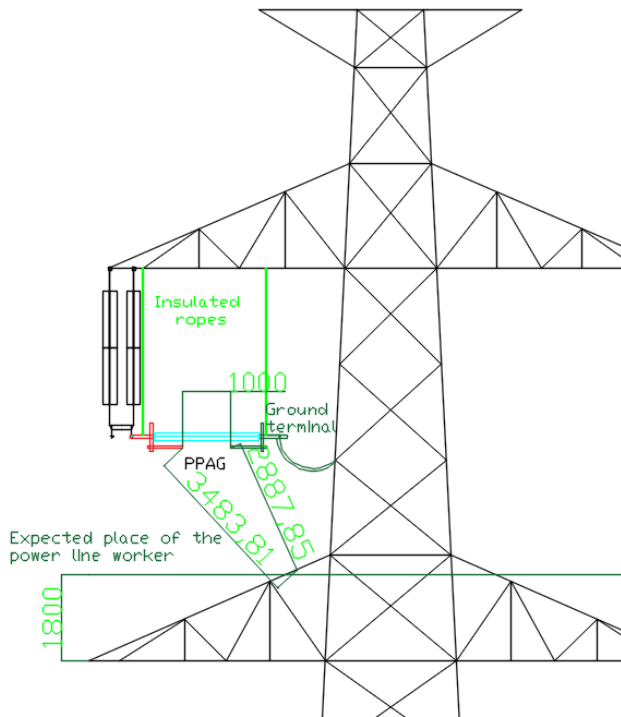 Insulated
ropes
1000
Ground
terminal
PPAG
2887,85
3483,81
Expected place of the
power line worker
1800